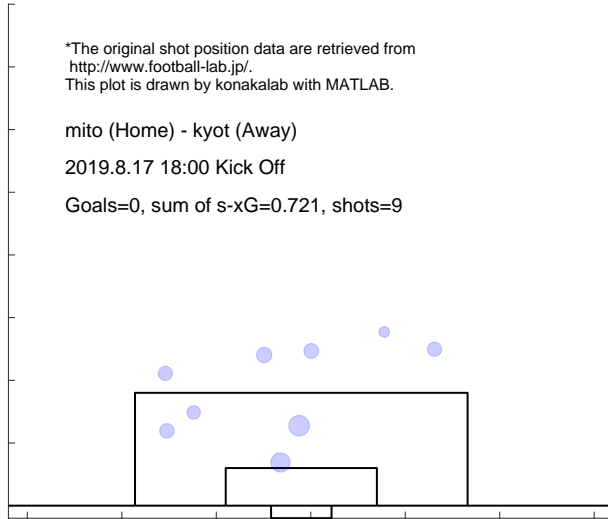 *The original shot position data are retrieved from
http://www.football-lab.jp/.
This plot is drawn by konakalab with MATLAB.
mito (Home) - kyot (Away)
2019.8.17 18:00 Kick Off
Goals=0, sum of s-xG=0.721, shots=9